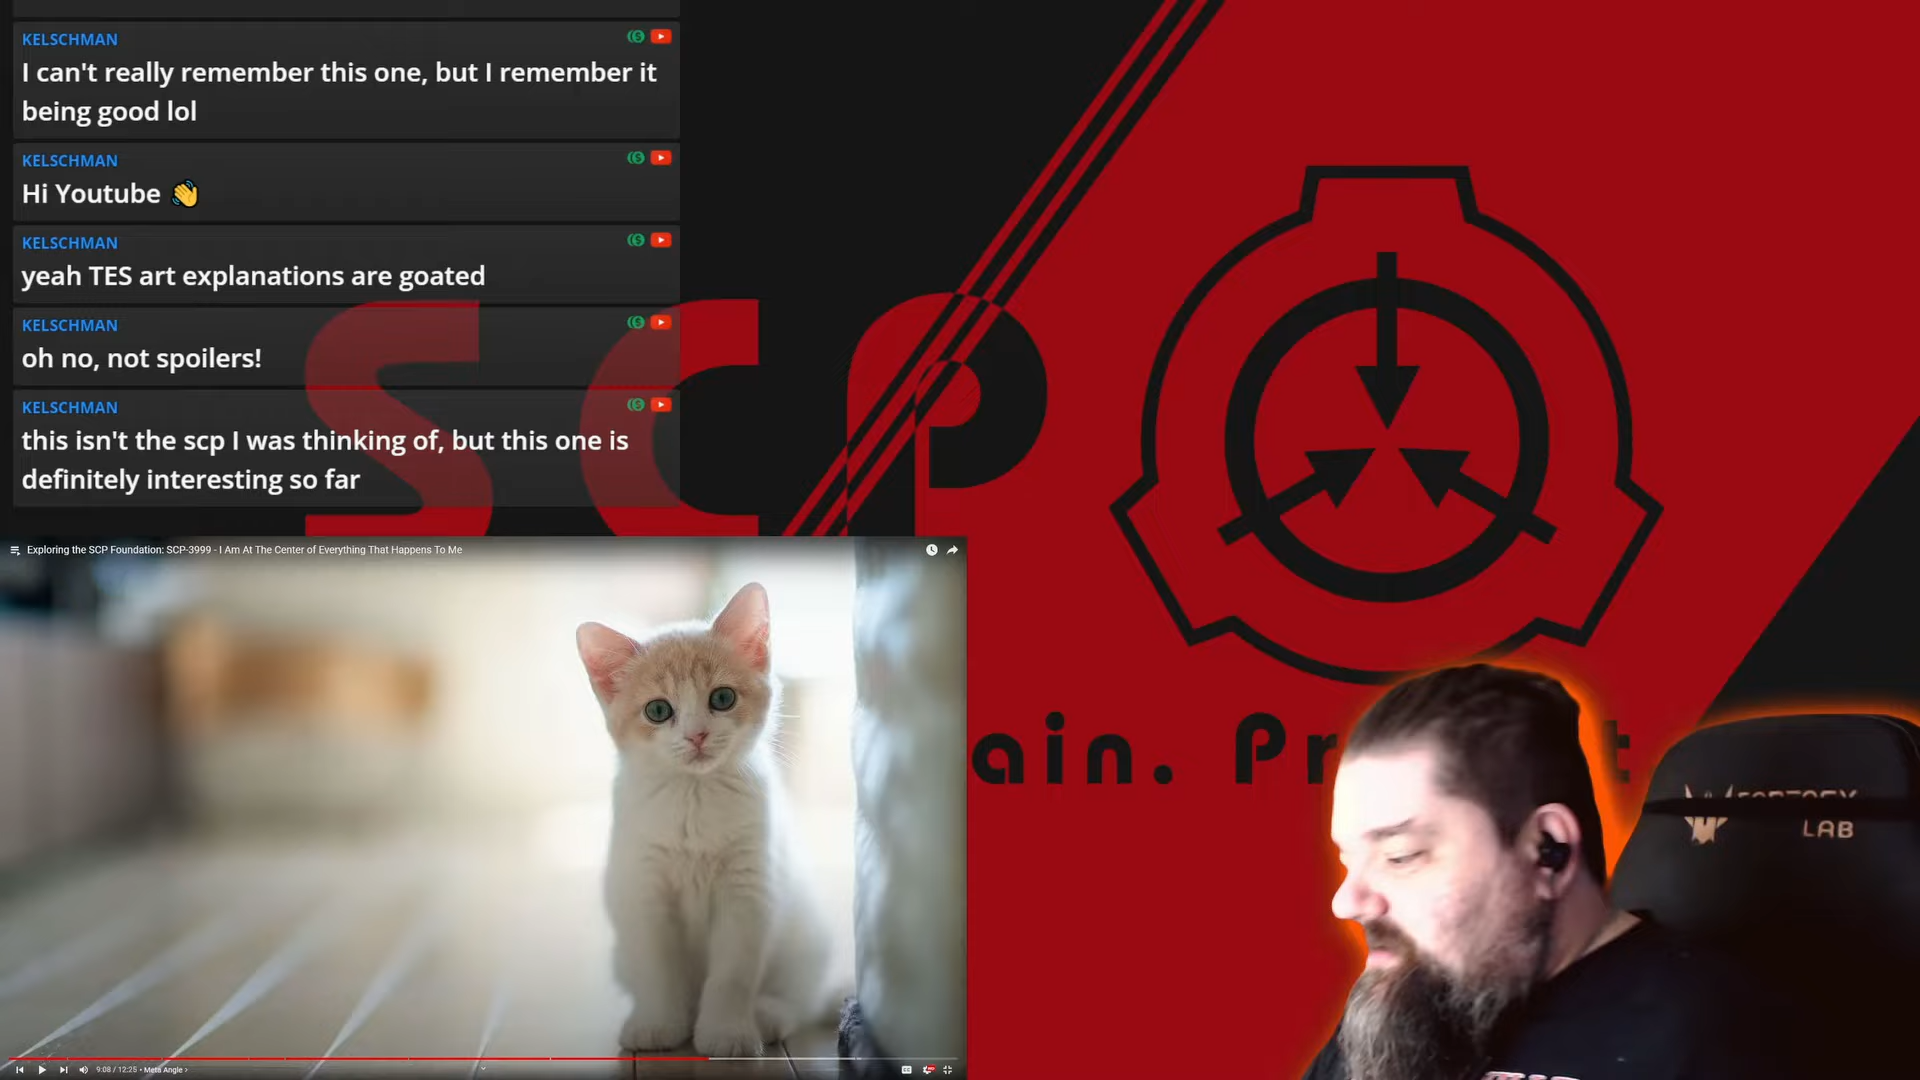 KELSCHMAN
I can't really remember this one, but I remember it
being good lol
KELSCHMAN
Hi Youtube 👋
KELSCHMAN
yeah TES art explanations are goated
KELSCHMAN
oh no, not spoilers!
KELSCHMAN
this isn't the scp I was thinking of, but this one is
definitely interesting so far
SCP
Exploring the SCP Foundation: SCP-3999 - I Am At The Center of Everything That Happens To Me
ain. Pr t
LAB
9:08 / 12:25 • Meta Angle >